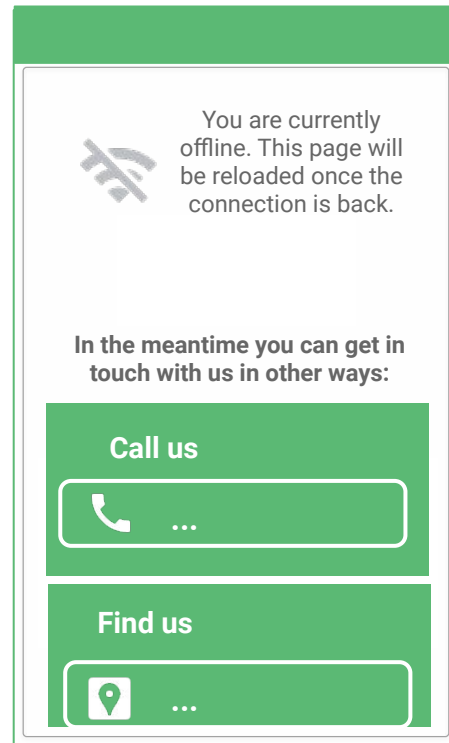 You are currently
offline. This page will
be reloaded once the
connection is back.
In the meantime you can get in
touch with us in other ways:
Call us
...
Find us
...